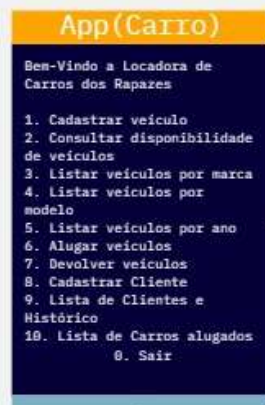 App(Carro)
Bem-Vindo a Locadora de
Carros dos Rapazes
1. Cadastrar veículo
2. Consultar disponibilidade
de veículos
3. Listar veículos por marca
4. Listar veículos por
modelo
5. Listar veículos por ano
6. Alugar veículos
7. Devolver veículos
8. Cadastrar Cliente
9. Lista de Clientes e
Histórico
10. Lista de Carros alugados
0. Sair